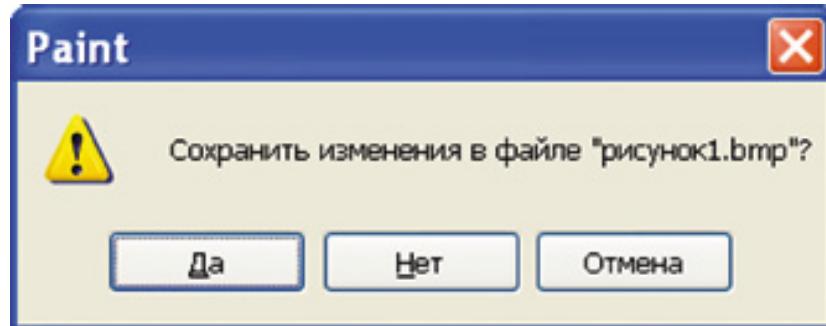 Paint
Сохранить изменения в файле "рисунок1.bmp"?
Да Нет Отмена